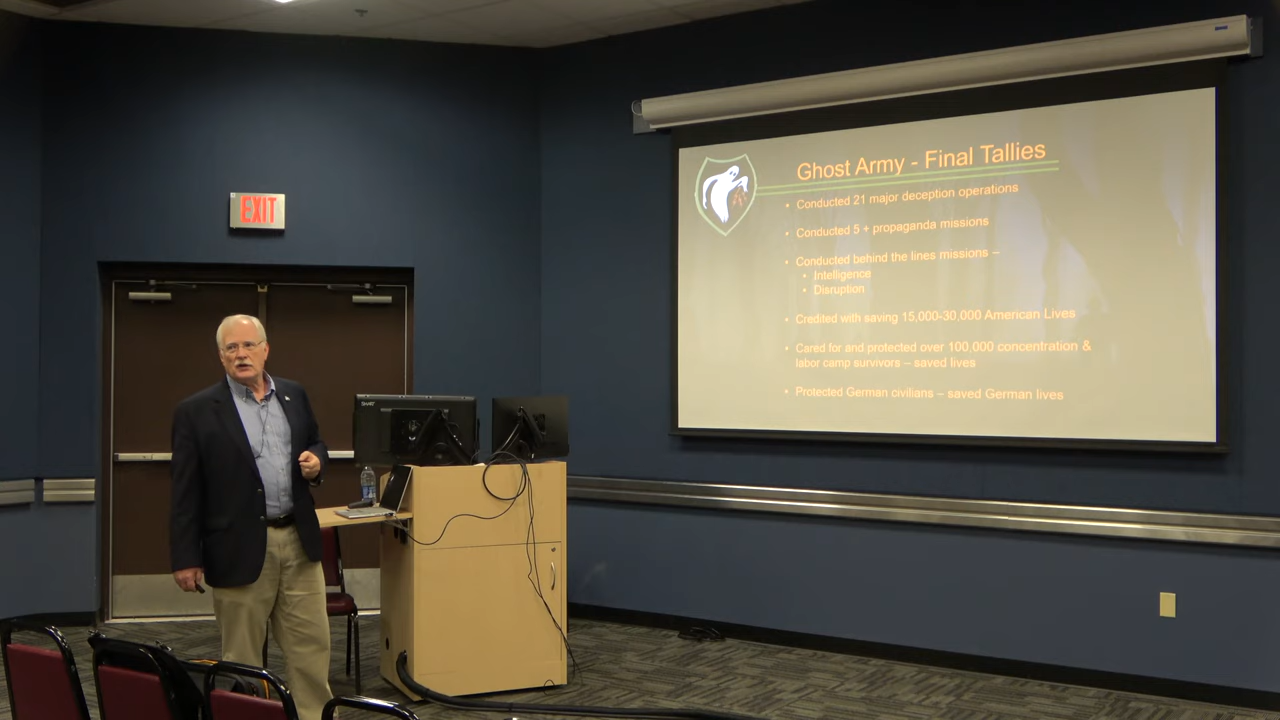 EXIT
Ghost Army - Final Tallies
• Conducted 21 major deception operations
• Conducted 5 + propaganda missions
• Conducted behind the lines missions –
• Intelligence
• Disruption
• Credited with saving 15,000-30,000 American Lives
• Cared for and protected over 100,000 concentration &
labor camp survivors – saved lives
• Protected German civilians – saved German lives
SMART